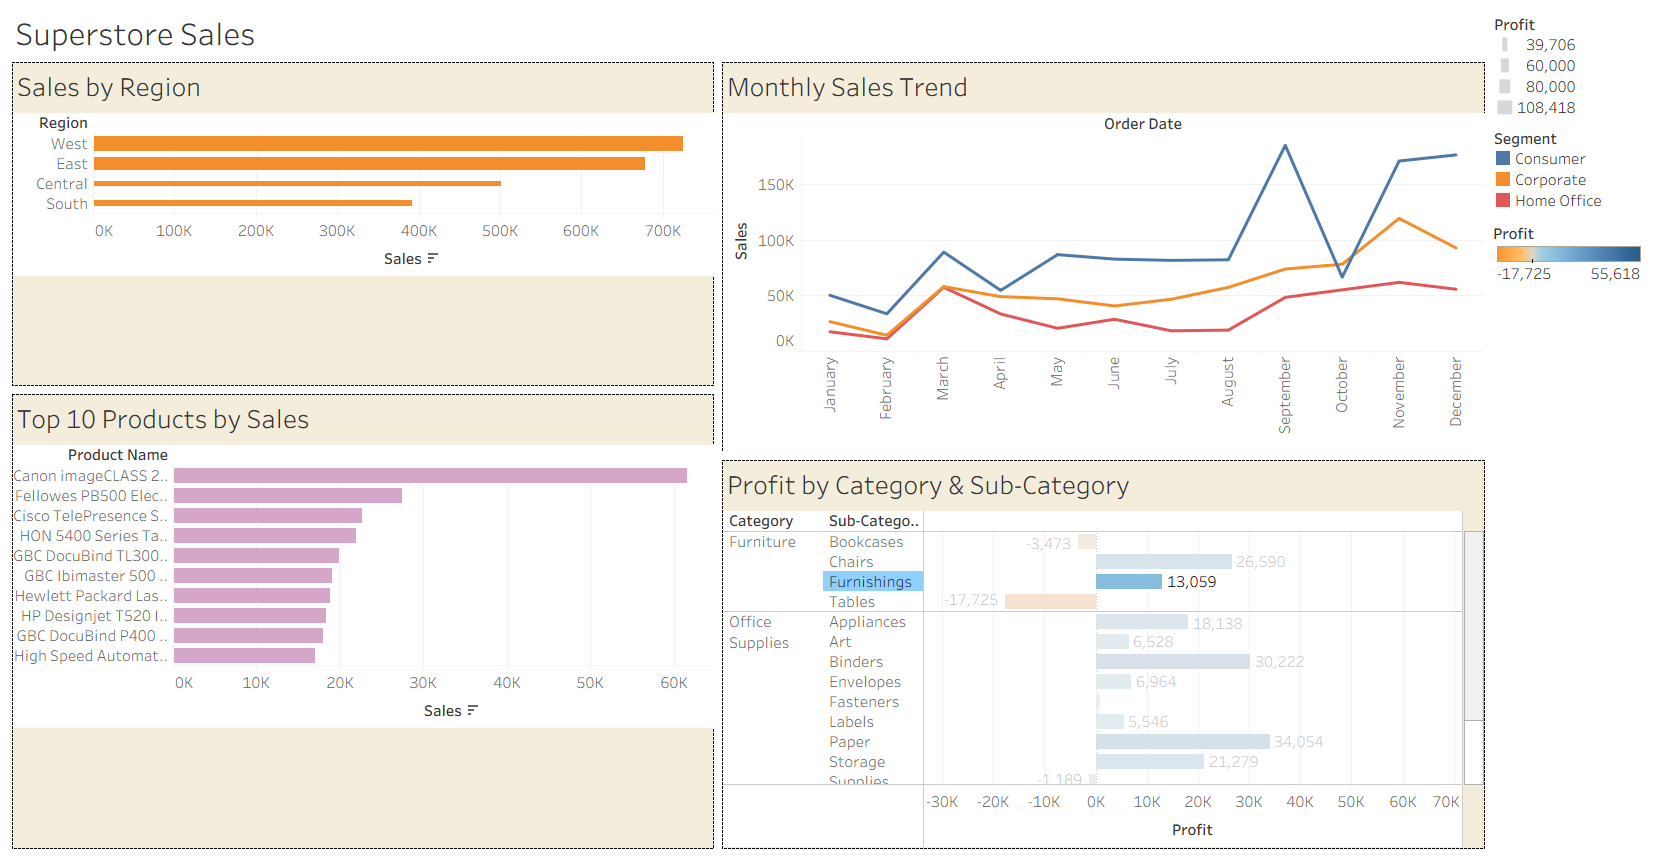 Superstore Sales
Sales by Region
Region
West
East
Central
South
0K 100K 200K 300K 400K 500K 600K 700K
Sales
Top 10 Products by Sales
Product Name
Canon imageCLASS 2..
Fellowes PB500 Elec..
Cisco TelePresence S..
HON 5400 Series Ta..
GBC DocuBind TL300..
GBC Ibimaster 500 ..
Hewlett Packard Las..
HP Designjet T520 I..
GBC DocuBind P400 ..
High Speed Automat..
0K 10K 20K 30K 40K 50K 60K
Sales
Monthly Sales Trend
Order Date
Sales
150K
100K
50K
0K
January February March April May June July August September October November December
Profit by Category & Sub-Category
Category Sub-Catego..
Furniture Bookcases -3,473
Chairs 26,590
Furnishings 13,059
Tables -17,725
Office Appliances 18,138
Supplies Art 6,528
Binders 30,222
Envelopes 6,964
Fasteners
Labels 5,546
Paper 34,054
Storage 21,279
Supplies -1,189
-30K -20K -10K 0K 10K 20K 30K 40K 50K 60K 70K
Profit
Profit
39,706
60,000
80,000
108,418
Segment
Consumer
Corporate
Home Office
Profit
-17,725 55,618